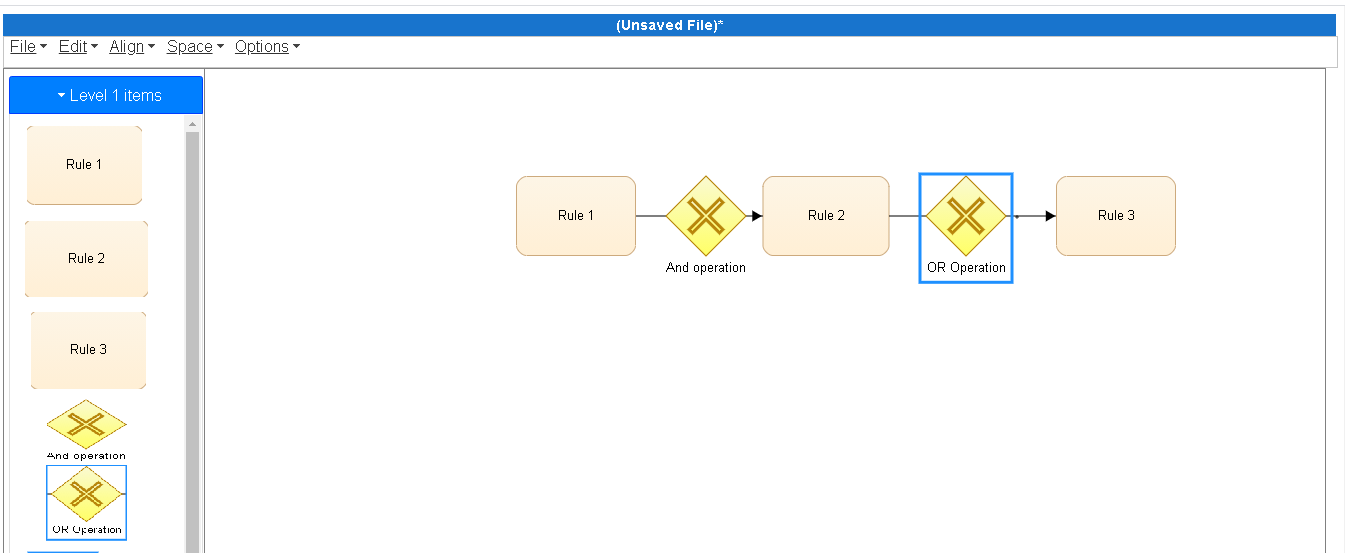 (Unsaved File)*
File Edit Align Space Options
Level 1 items
Rule 1
Rule 2
Rule 3
And operation
OR Operation
Rule 1 Rule 2 Rule 3
And operation OR Operation